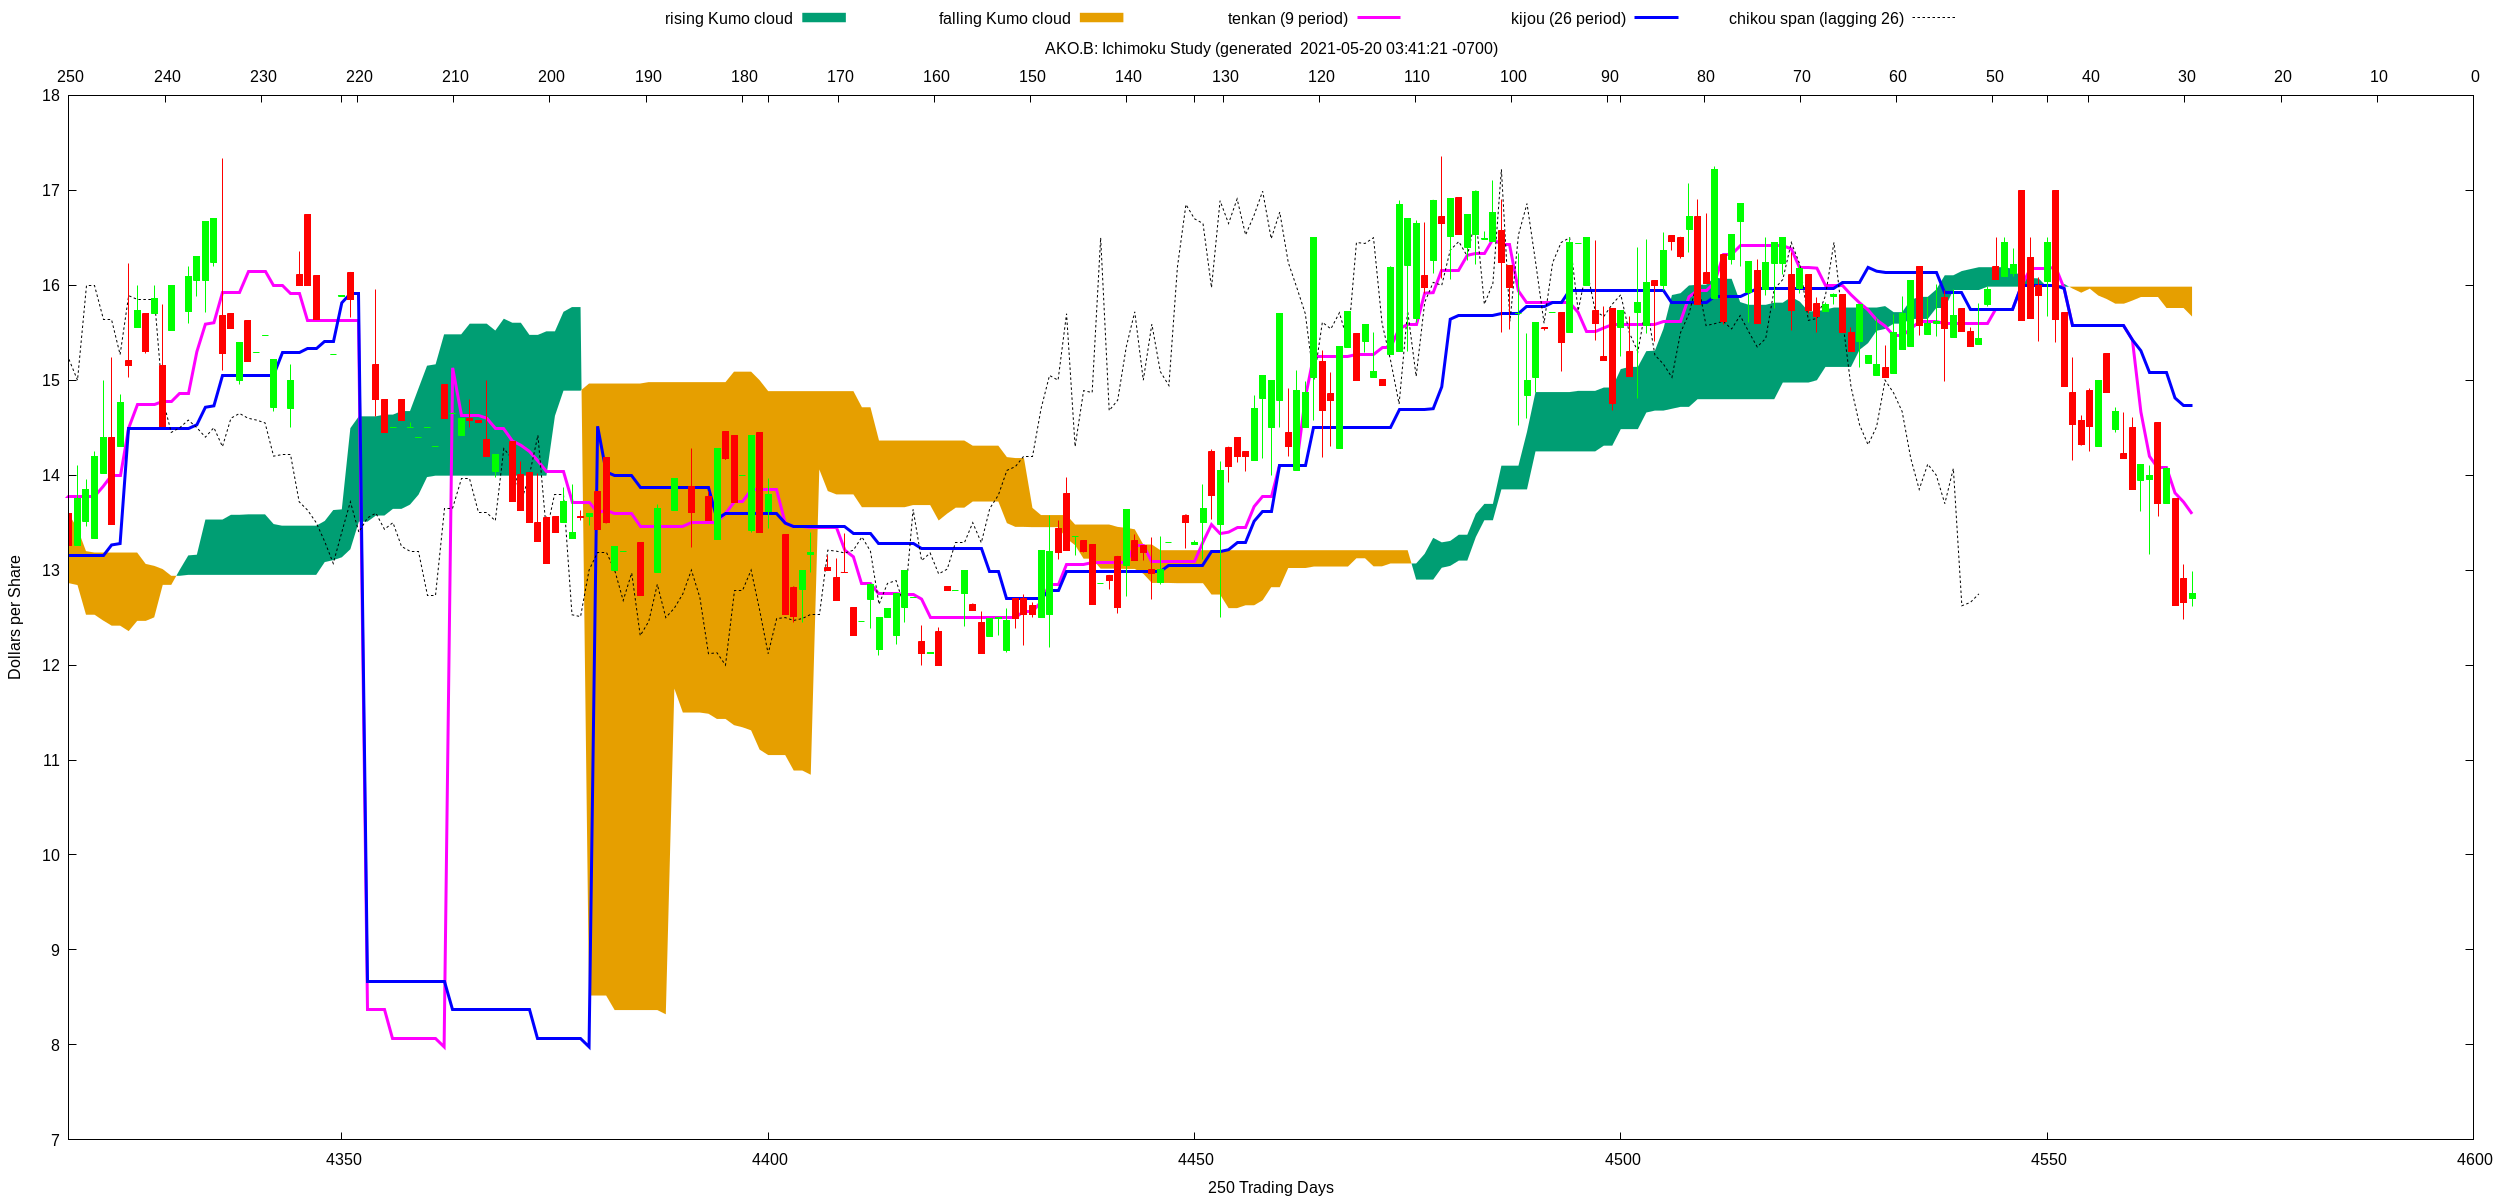 rising Kumo cloud falling Kumo cloud tenkan (9 period) kijou (26 period) chikou span (lagging 26)
AKO.B: Ichimoku Study (generated  2021-05-20 03:41:21 -0700)
250 240 230 220 210 200 190 180 170 160 150 140 130 120 110 100 90 80 70 60 50 40 30 20 10 0
18
17
16
15
14
13
12
11
10
9
8
7
Dollars per Share
4350 4400 4450 4500 4550 4600
250 Trading Days